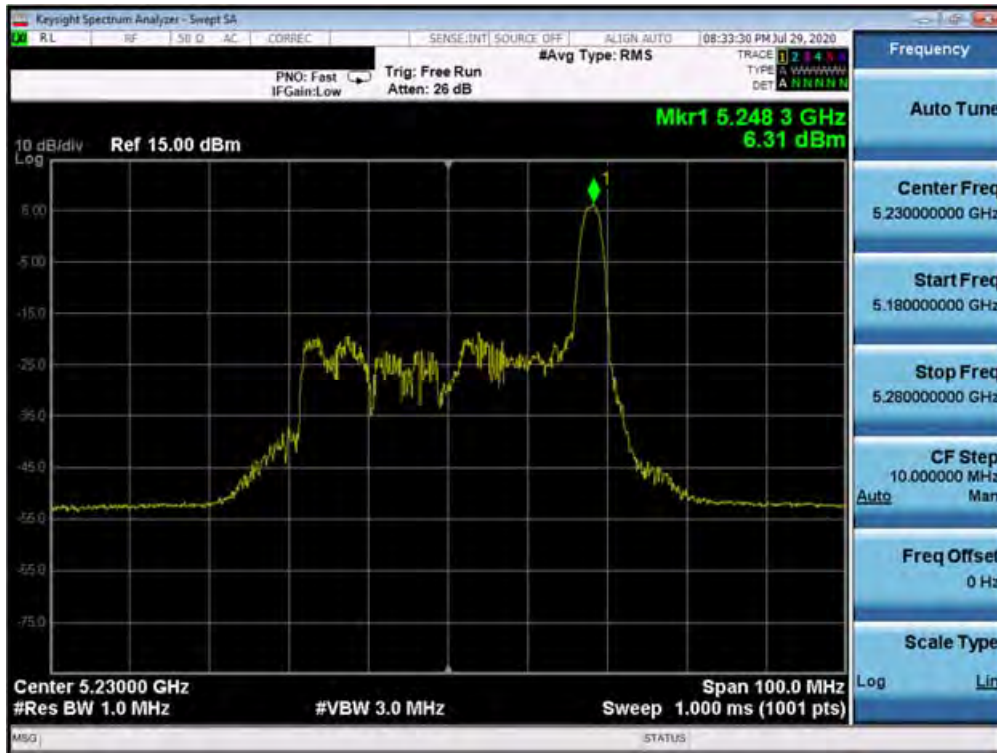 Keysight Spectrum Analyzer - Swept SA
LXI RL RF 50 Ω AC CORREC SENSE:INT SOURCE OFF ALIGN AUTO 08:33:30 PM Jul 29, 2020
#Avg Type: RMS
TRACE 1 2 3 4 5 6
PNO: Fast Trig: Free Run
TYPE A WWWWW
IFGain:Low Atten: 26 dB
DET A N N N N N
Mkr1 5.248 3 GHz
6.31 dBm
10 dB/div Ref 15.00 dBm
Log
1
5.00
-5.00
-15.0
-25.0
-35.0
-45.0
-55.0
-65.0
-75.0
Center 5.23000 GHz
Span 100.0 MHz
#Res BW 1.0 MHz
#VBW 3.0 MHz
Sweep 1.000 ms (1001 pts)
MSG
STATUS
Frequency
Auto Tune
Center Freq
5.230000000 GHz
Start Freq
5.180000000 GHz
Stop Freq
5.280000000 GHz
CF Step
10.000000 MHz
Auto Man
Freq Offset
0 Hz
Scale Type
Log Lin